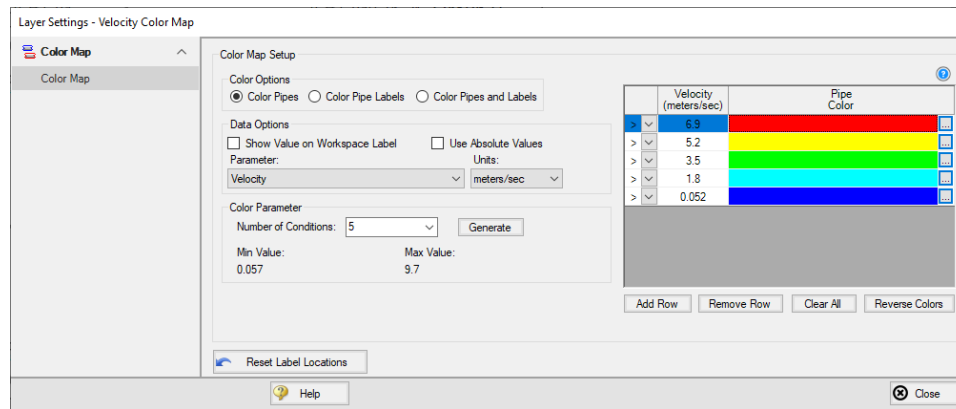 Layer Settings - Velocity Color Map
Color Map
Color Map
Color Map Setup
Color Options
Color Pipes Color Pipe Labels Color Pipes and Labels
Data Options
Show Value on Workspace Label Use Absolute Values
Parameter: Units:
Velocity meters/sec
Color Parameter
Number of Conditions: 5 Generate
Min Value: Max Value:
0.057 9.7
Velocity (meters/sec) Pipe Color
> 6.9 ...
> 5.2 ...
> 3.5 ...
> 1.8 ...
> 0.052 ...
Add Row Remove Row Clear All Reverse Colors
Reset Label Locations
Help Close